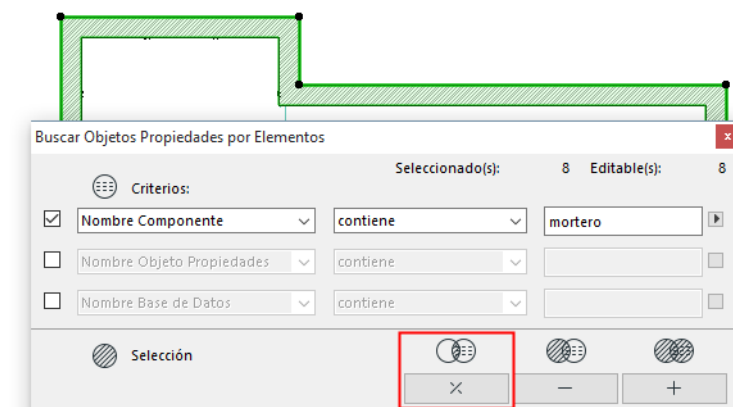 Buscar Objetos Propiedades por Elementos x
Seleccionado(s): 8 Editable(s): 8
Criterios:
Nombre Componente contiene mortero
Nombre Objeto Propiedades contiene
Nombre Base de Datos contiene
Selección